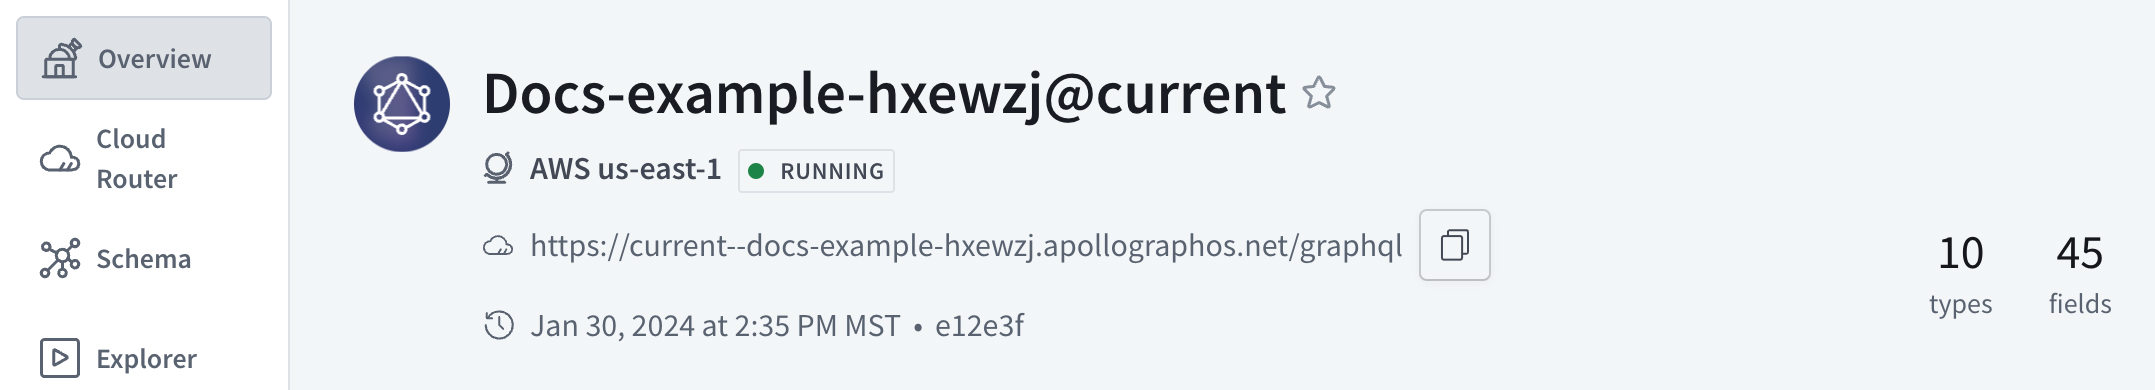 Overview
Cloud
Router
Schema
Explorer
Docs-example-hxewzj@current
AWS us-east-1 RUNNING
https://current--docs-example-hxewzj.apollographos.net/graphql
Jan 30, 2024 at 2:35 PM MST • e12e3f
10 45
types fields